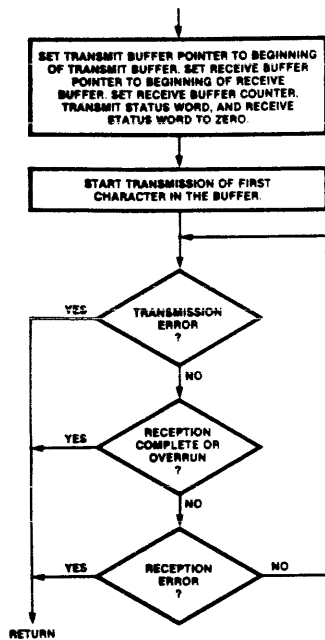 SET TRANSMIT BUFFER POINTER TO BEGINNING
OF TRANSMIT BUFFER. SET RECEIVE BUFFER
POINTER TO BEGINNING OF RECEIVE
BUFFER. SET RECEIVE BUFFER COUNTER.
TRANSMIT STATUS WORD, AND RECEIVE
STATUS WORD TO ZERO.
START TRANSMISSION OF FIRST
CHARACTER IN THE BUFFER.
YES
TRANSMISSION
ERROR
?
NO
YES
RECEPTION
COMPLETE OR
OVERRUN
?
NO
YES
RECEPTION
ERROR
?
NO
RETURN